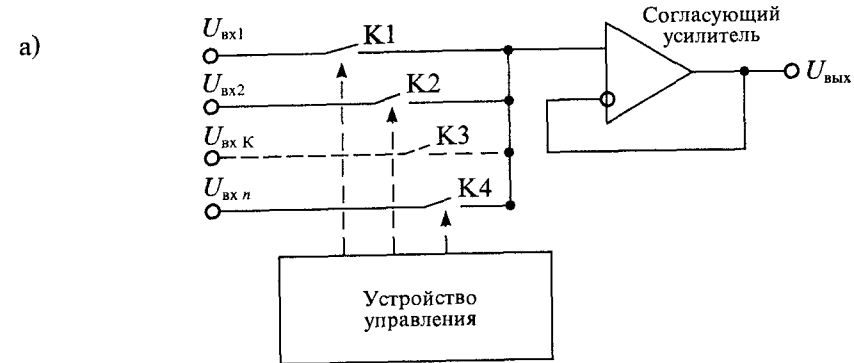 а)
Uвх1
K1
Согласующий
усилитель
Uвых
Uвх2
K2
Uвх К
K3
Uвх n
K4
Устройство
управления